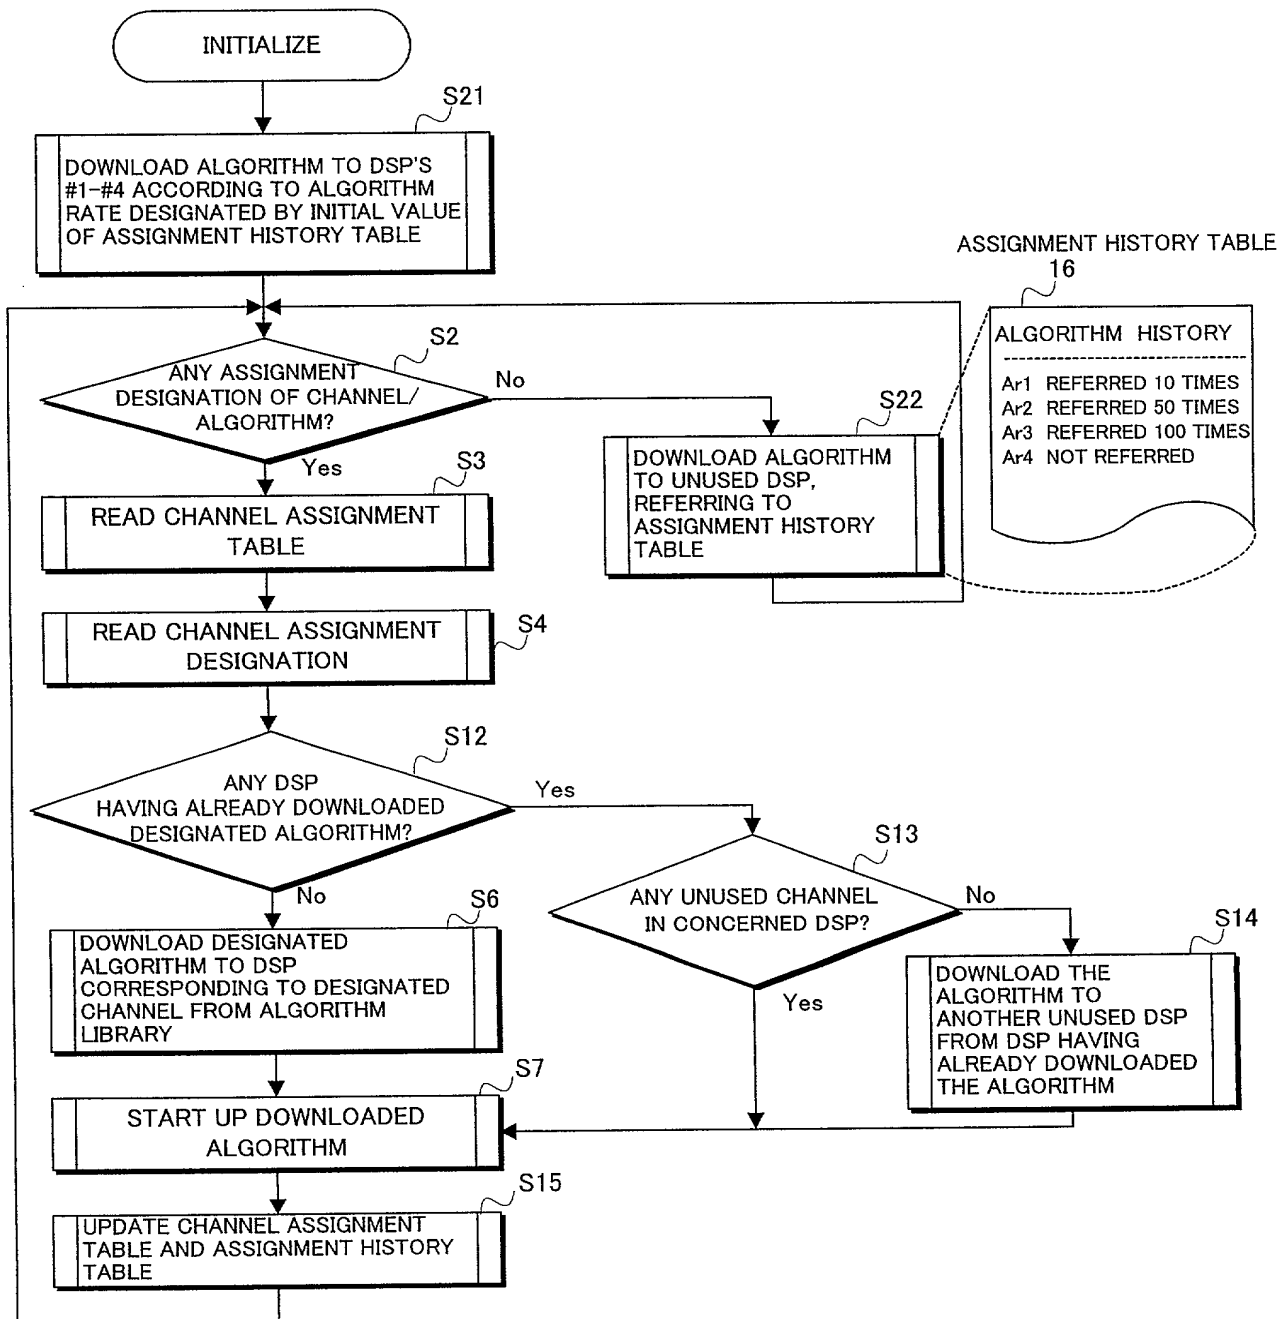 INITIALIZE
S21
DOWNLOAD ALGORITHM TO DSP'S
#1-#4 ACCORDING TO ALGORITHM
RATE DESIGNATED BY INITIAL VALUE
OF ASSIGNMENT HISTORY TABLE
ASSIGNMENT HISTORY TABLE
16
ALGORITHM HISTORY
Ar1 REFERRED 10 TIMES
Ar2 REFERRED 50 TIMES
Ar3 REFERRED 100 TIMES
Ar4 NOT REFERRED
S2
ANY ASSIGNMENT
DESIGNATION OF CHANNEL/
ALGORITHM?
No
Yes
S22
DOWNLOAD ALGORITHM
TO UNUSED DSP,
REFERRING TO
ASSIGNMENT HISTORY
TABLE
S3
READ CHANNEL ASSIGNMENT
TABLE
S4
READ CHANNEL ASSIGNMENT
DESIGNATION
S12
ANY DSP
HAVING ALREADY DOWNLOADED
DESIGNATED ALGORITHM?
Yes
No
S13
ANY UNUSED CHANNEL
IN CONCERNED DSP?
No
Yes
S6
DOWNLOAD DESIGNATED
ALGORITHM TO DSP
CORRESPONDING TO DESIGNATED
CHANNEL FROM ALGORITHM
LIBRARY
S14
DOWNLOAD THE
ALGORITHM TO
ANOTHER UNUSED DSP
FROM DSP HAVING
ALREADY DOWNLOADED
THE ALGORITHM
S7
START UP DOWNLOADED
ALGORITHM
S15
UPDATE CHANNEL ASSIGNMENT
TABLE AND ASSIGNMENT HISTORY
TABLE